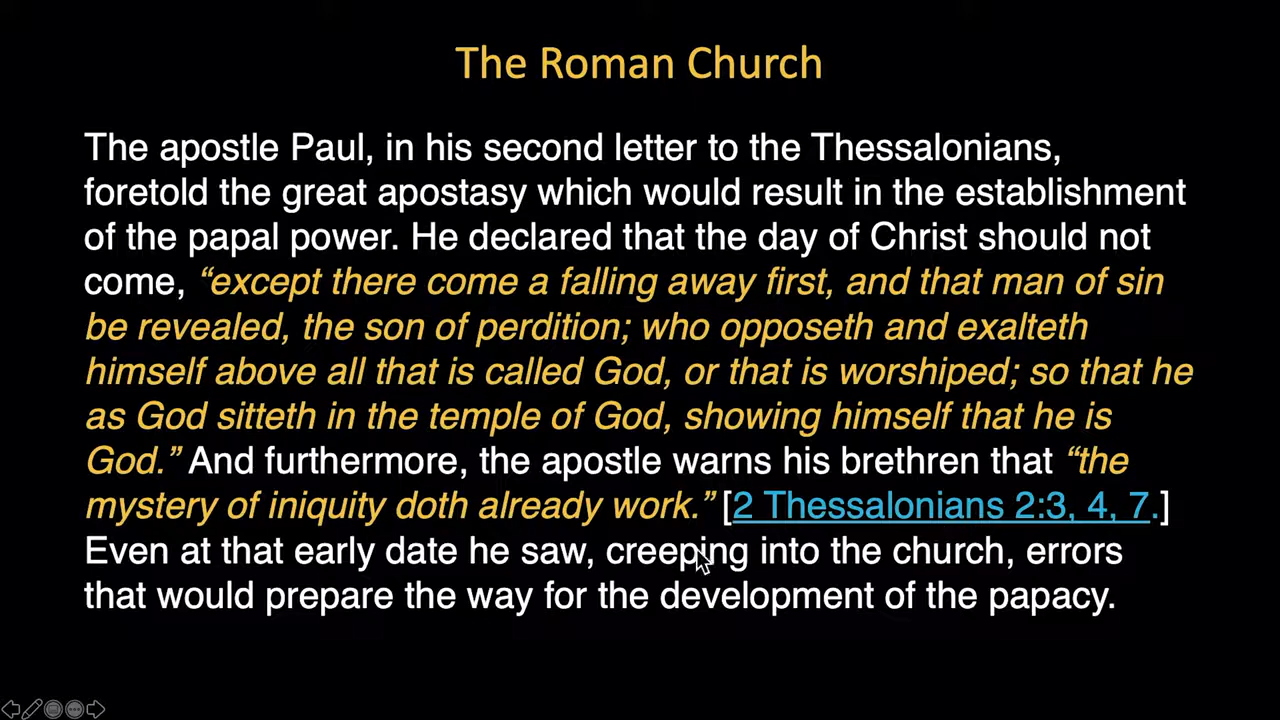 The Roman Church
The apostle Paul, in his second letter to the Thessalonians,
foretold the great apostasy which would result in the establishment
of the papal power. He declared that the day of Christ should not
come, “except there come a falling away first, and that man of sin
be revealed, the son of perdition; who opposeth and exalteth
himself above all that is called God, or that is worshiped; so that he
as God sitteth in the temple of God, showing himself that he is
God.” And furthermore, the apostle warns his brethren that “the
mystery of iniquity doth already work.” [2 Thessalonians 2:3, 4, 7.]
Even at that early date he saw, creeping into the church, errors
that would prepare the way for the development of the papacy.